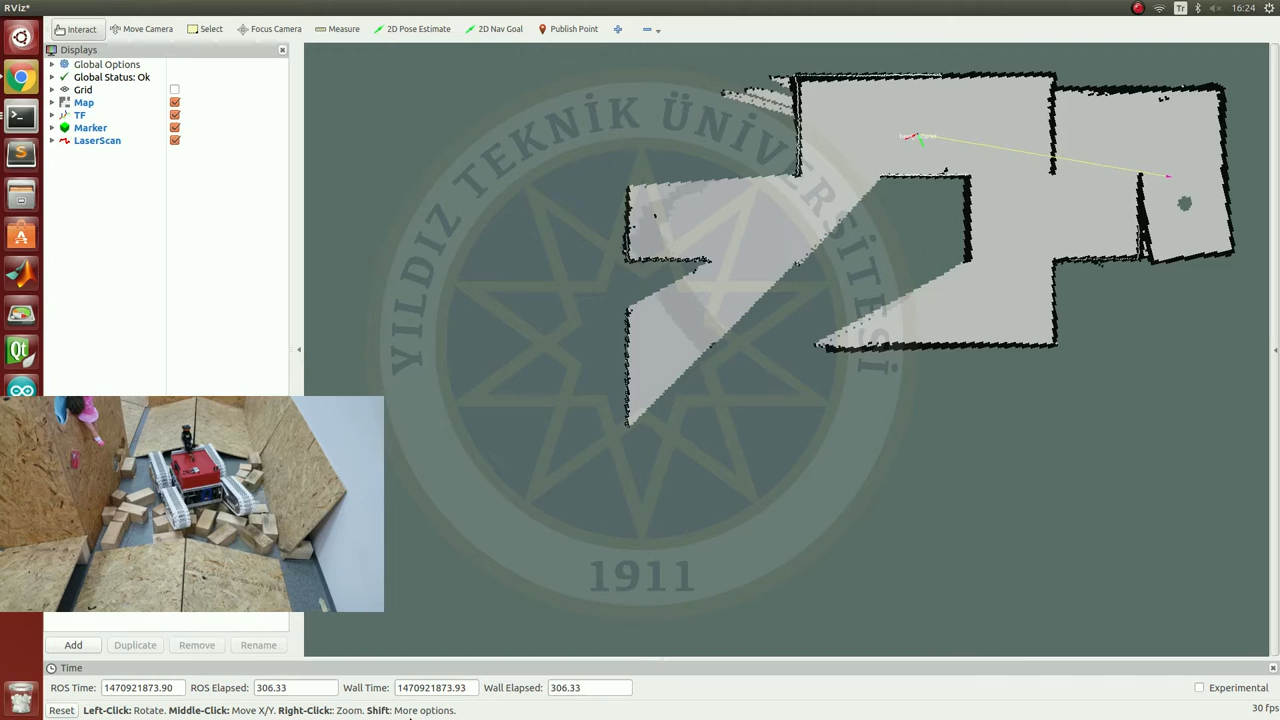 RViz*
Tr
16:24
Interact
Move Camera
Select
Focus Camera
Measure
2D Pose Estimate
2D Nav Goal
Publish Point
Displays
Global Options
Global Status: Ok
Grid
Map
TF
Marker
LaserScan
YILDIZ TEKNİK ÜNİVERSİTESİ
1911
Add
Duplicate
Remove
Rename
Time
ROS Time:
1470921873.90
ROS Elapsed:
306.33
Wall Time:
1470921873.93
Wall Elapsed:
306.33
Experimental
Reset
Left-Click: Rotate. Middle-Click: Move X/Y. Right-Click:: Zoom. Shift: More options.
30 fps